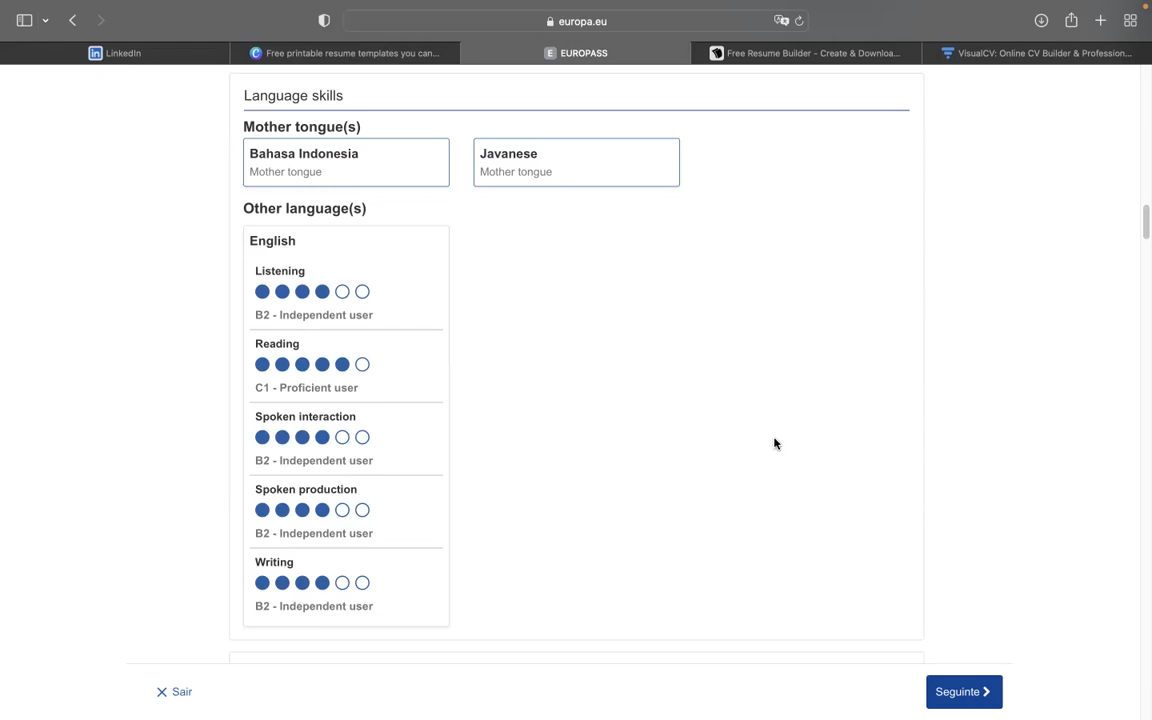 europa.eu
LinkedIn
Free printable resume templates you can...
EUROPASS
Free Resume Builder - Create & Downloa...
VisualCV: Online CV Builder & Profession...
Language skills
Mother tongue(s)
Bahasa Indonesia
Mother tongue
Javanese
Mother tongue
Other language(s)
English
Listening
B2 - Independent user
Reading
C1 - Proficient user
Spoken interaction
B2 - Independent user
Spoken production
B2 - Independent user
Writing
B2 - Independent user
Sair
Seguinte